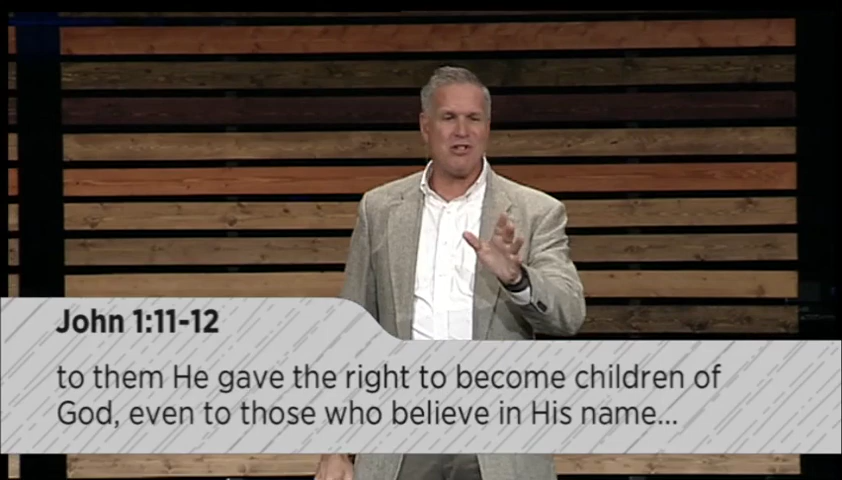 John 1:11-12
to them He gave the right to become children of
God, even to those who believe in His name...